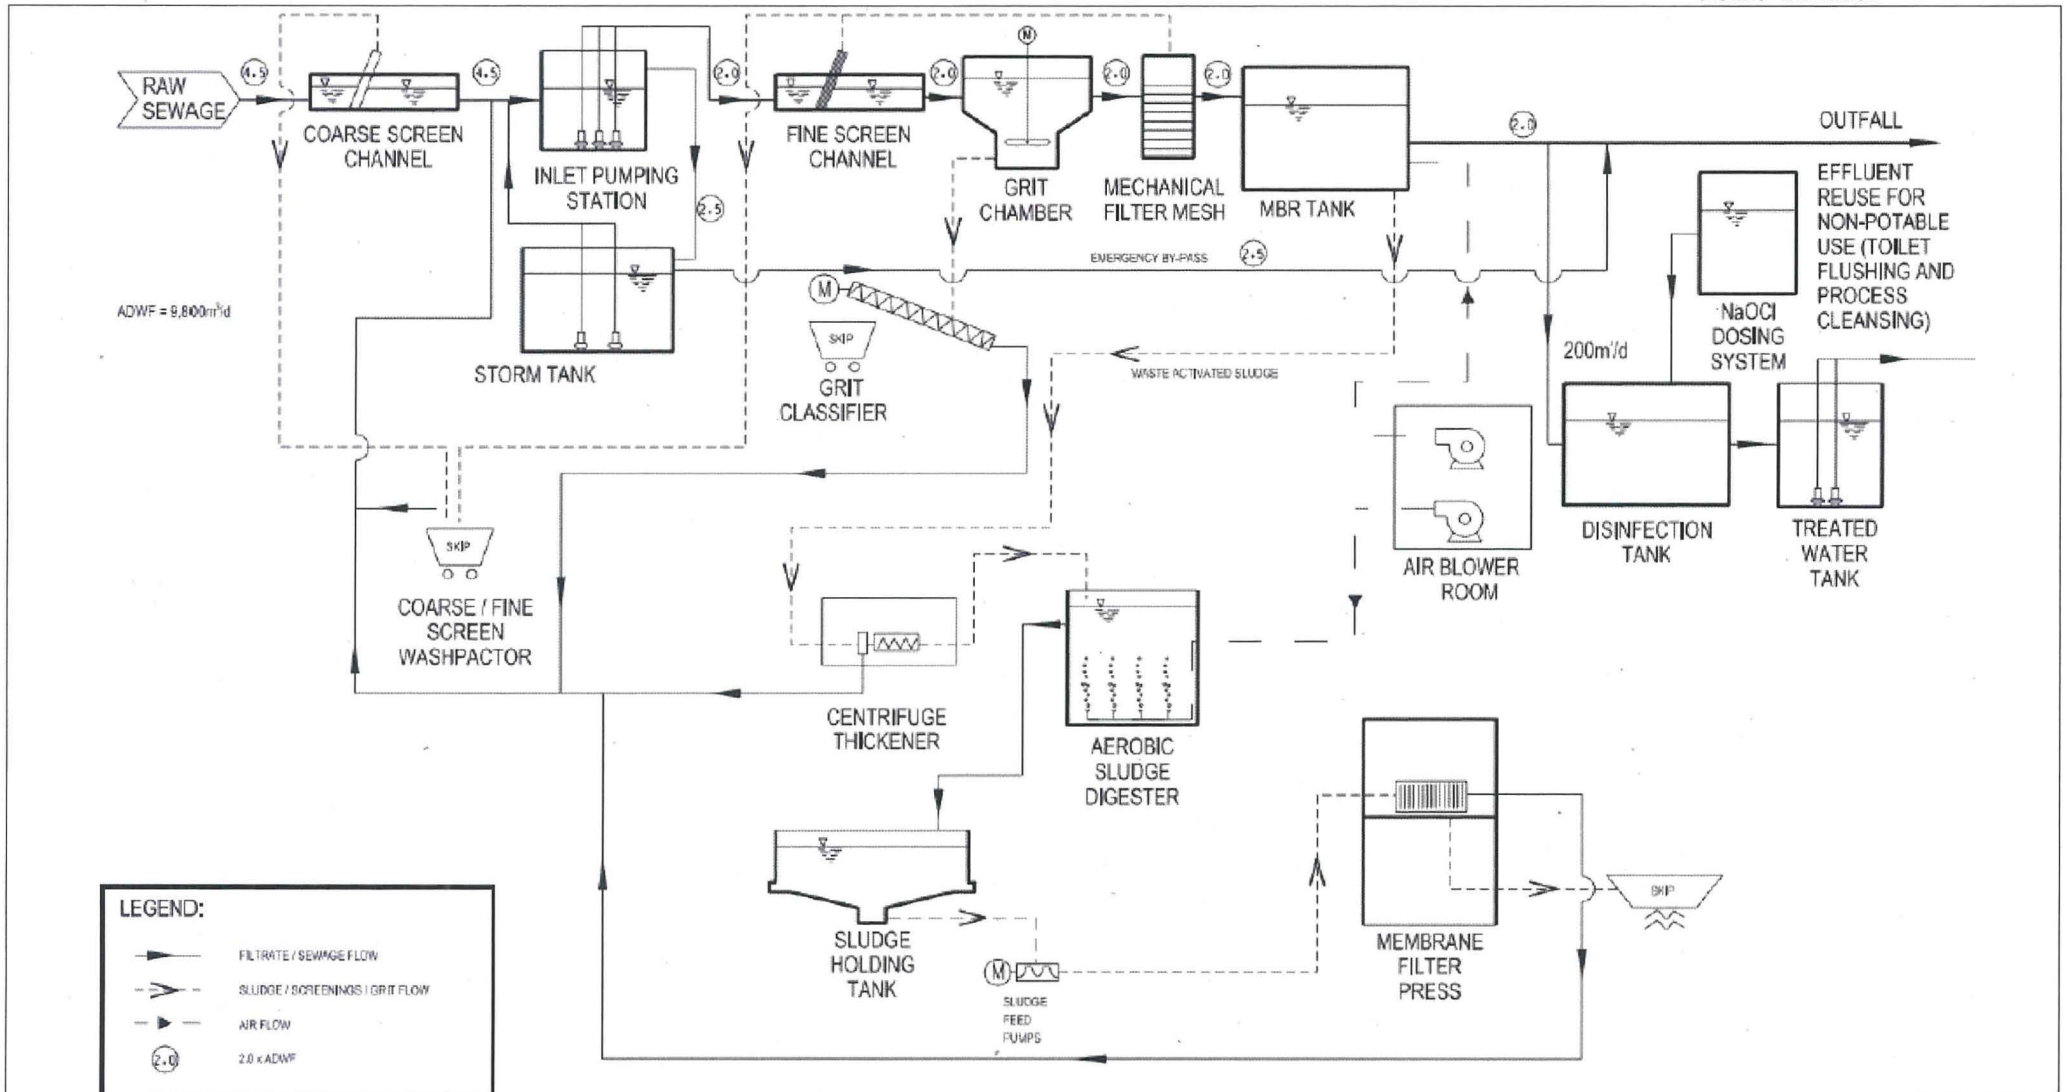 RAW
SEWAGE
4.5
COARSE SCREEN
CHANNEL
4.5
INLET PUMPING
STATION
2.0
2.5
FINE SCREEN
CHANNEL
2.0
M
GRIT
CHAMBER
2.0
MECHANICAL
FILTER MESH
2.0
MBR TANK
2.0
OUTFALL
EFFLUENT
REUSE FOR
NON-POTABLE
USE (TOILET
FLUSHING AND
PROCESS
CLEANSING)
NaOCl
DOSING
SYSTEM
EMERGENCY BY-PASS
2.5
ADWF = 9,800m³/d
STORM TANK
M
SKIP
GRIT
CLASSIFIER
WASTE ACTIVATED SLUDGE
200m³/d
DISINFECTION
TANK
TREATED
WATER
TANK
AIR BLOWER
ROOM
SKIP
COARSE / FINE
SCREEN
WASHPACTOR
CENTRIFUGE
THICKENER
AEROBIC
SLUDGE
DIGESTER
SLUDGE
HOLDING
TANK
M
SLUDGE
FEED
PUMPS
MEMBRANE
FILTER
PRESS
SKIP
LEGEND:
FILTRATE / SEWAGE FLOW
SLUDGE / SCREENINGS / GRIT FLOW
AIR FLOW
2.0
2.0 x ADWF